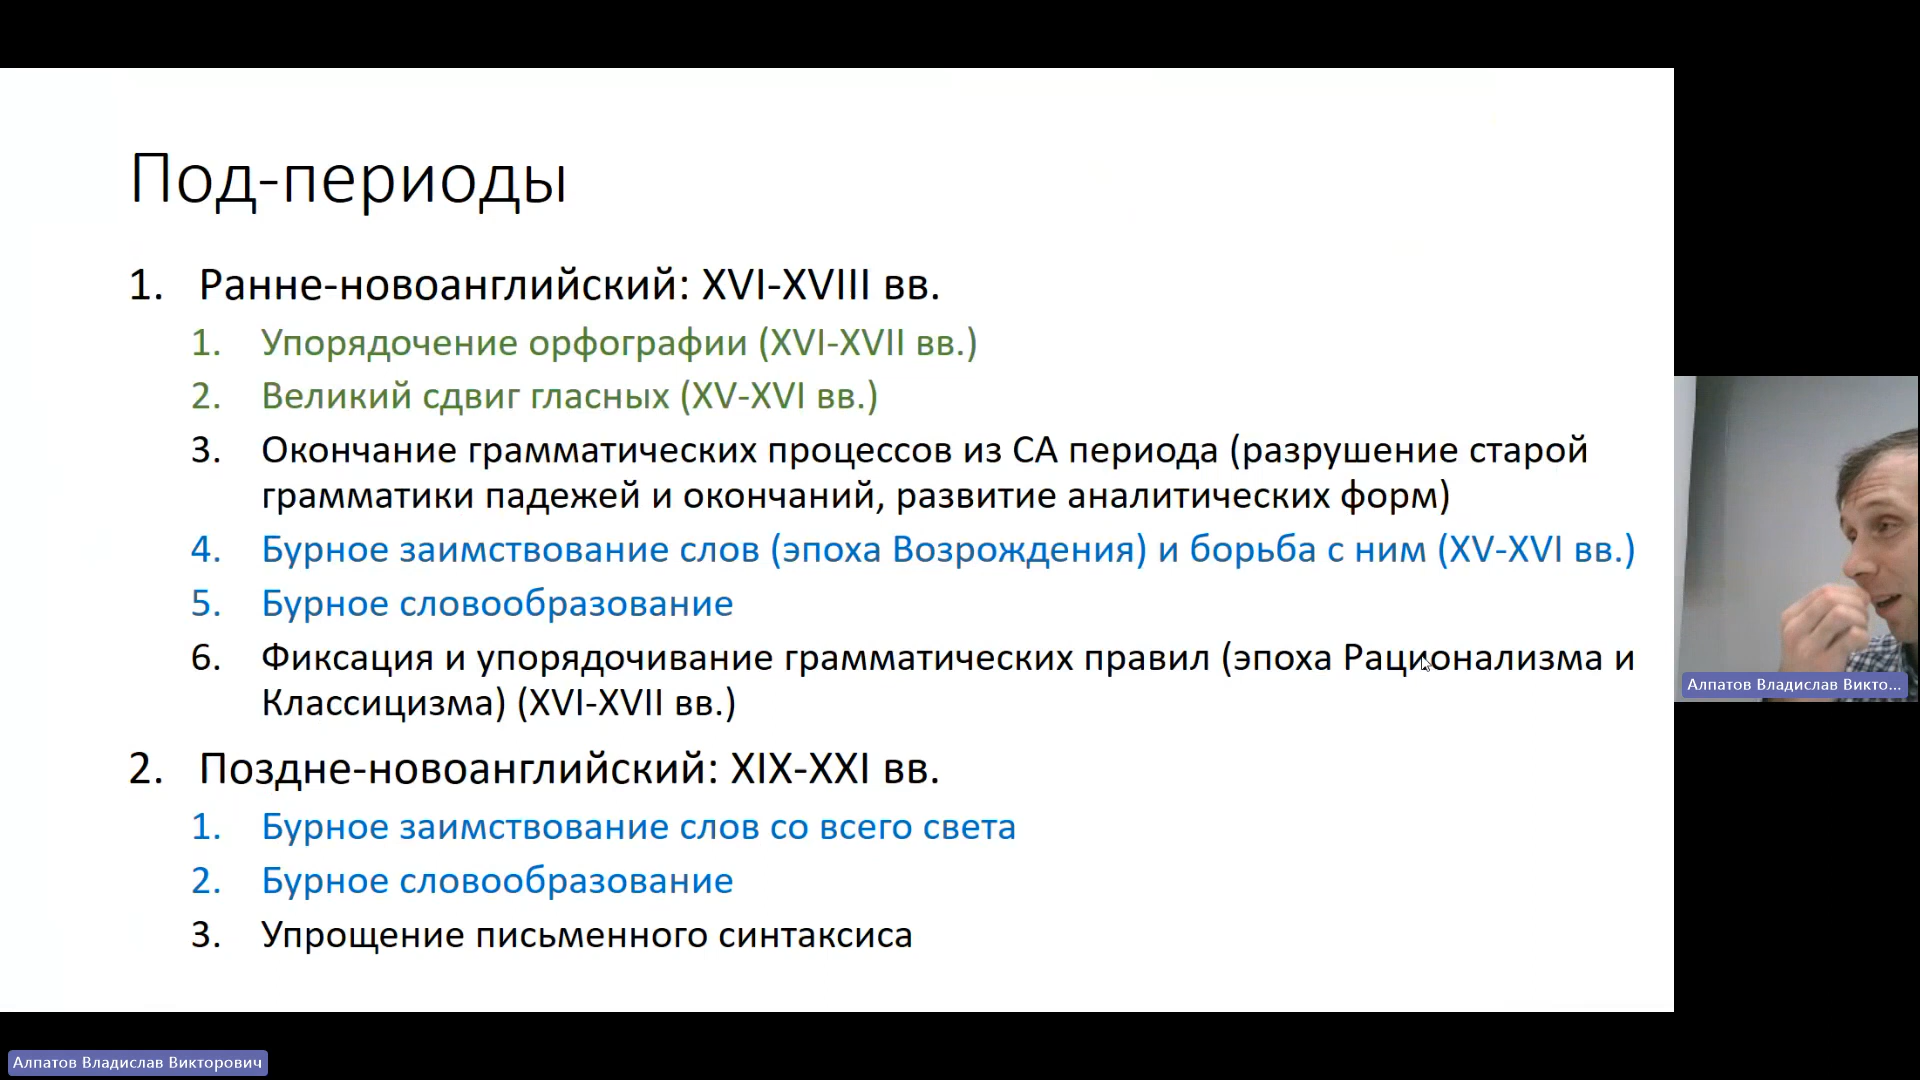 Под-периоды
1. Ранне-новоанглийский: XVI-XVIII вв.
1. Упорядочение орфографии (XVI-XVII вв.)
2. Великий сдвиг гласных (XV-XVI вв.)
3. Окончание грамматических процессов из СА периода (разрушение старой
грамматики падежей и окончаний, развитие аналитических форм)
4. Бурное заимствование слов (эпоха Возрождения) и борьба с ним (XV-XVI вв.)
5. Бурное словообразование
6. Фиксация и упорядочивание грамматических правил (эпоха Рационализма и
Классицизма) (XVI-XVII вв.)
2. Поздне-новоанглийский: XIX-XXI вв.
1. Бурное заимствование слов со всего света
2. Бурное словообразование
3. Упрощение письменного синтаксиса
Алпатов Владислав Викто...
Алпатов Владислав Викторович